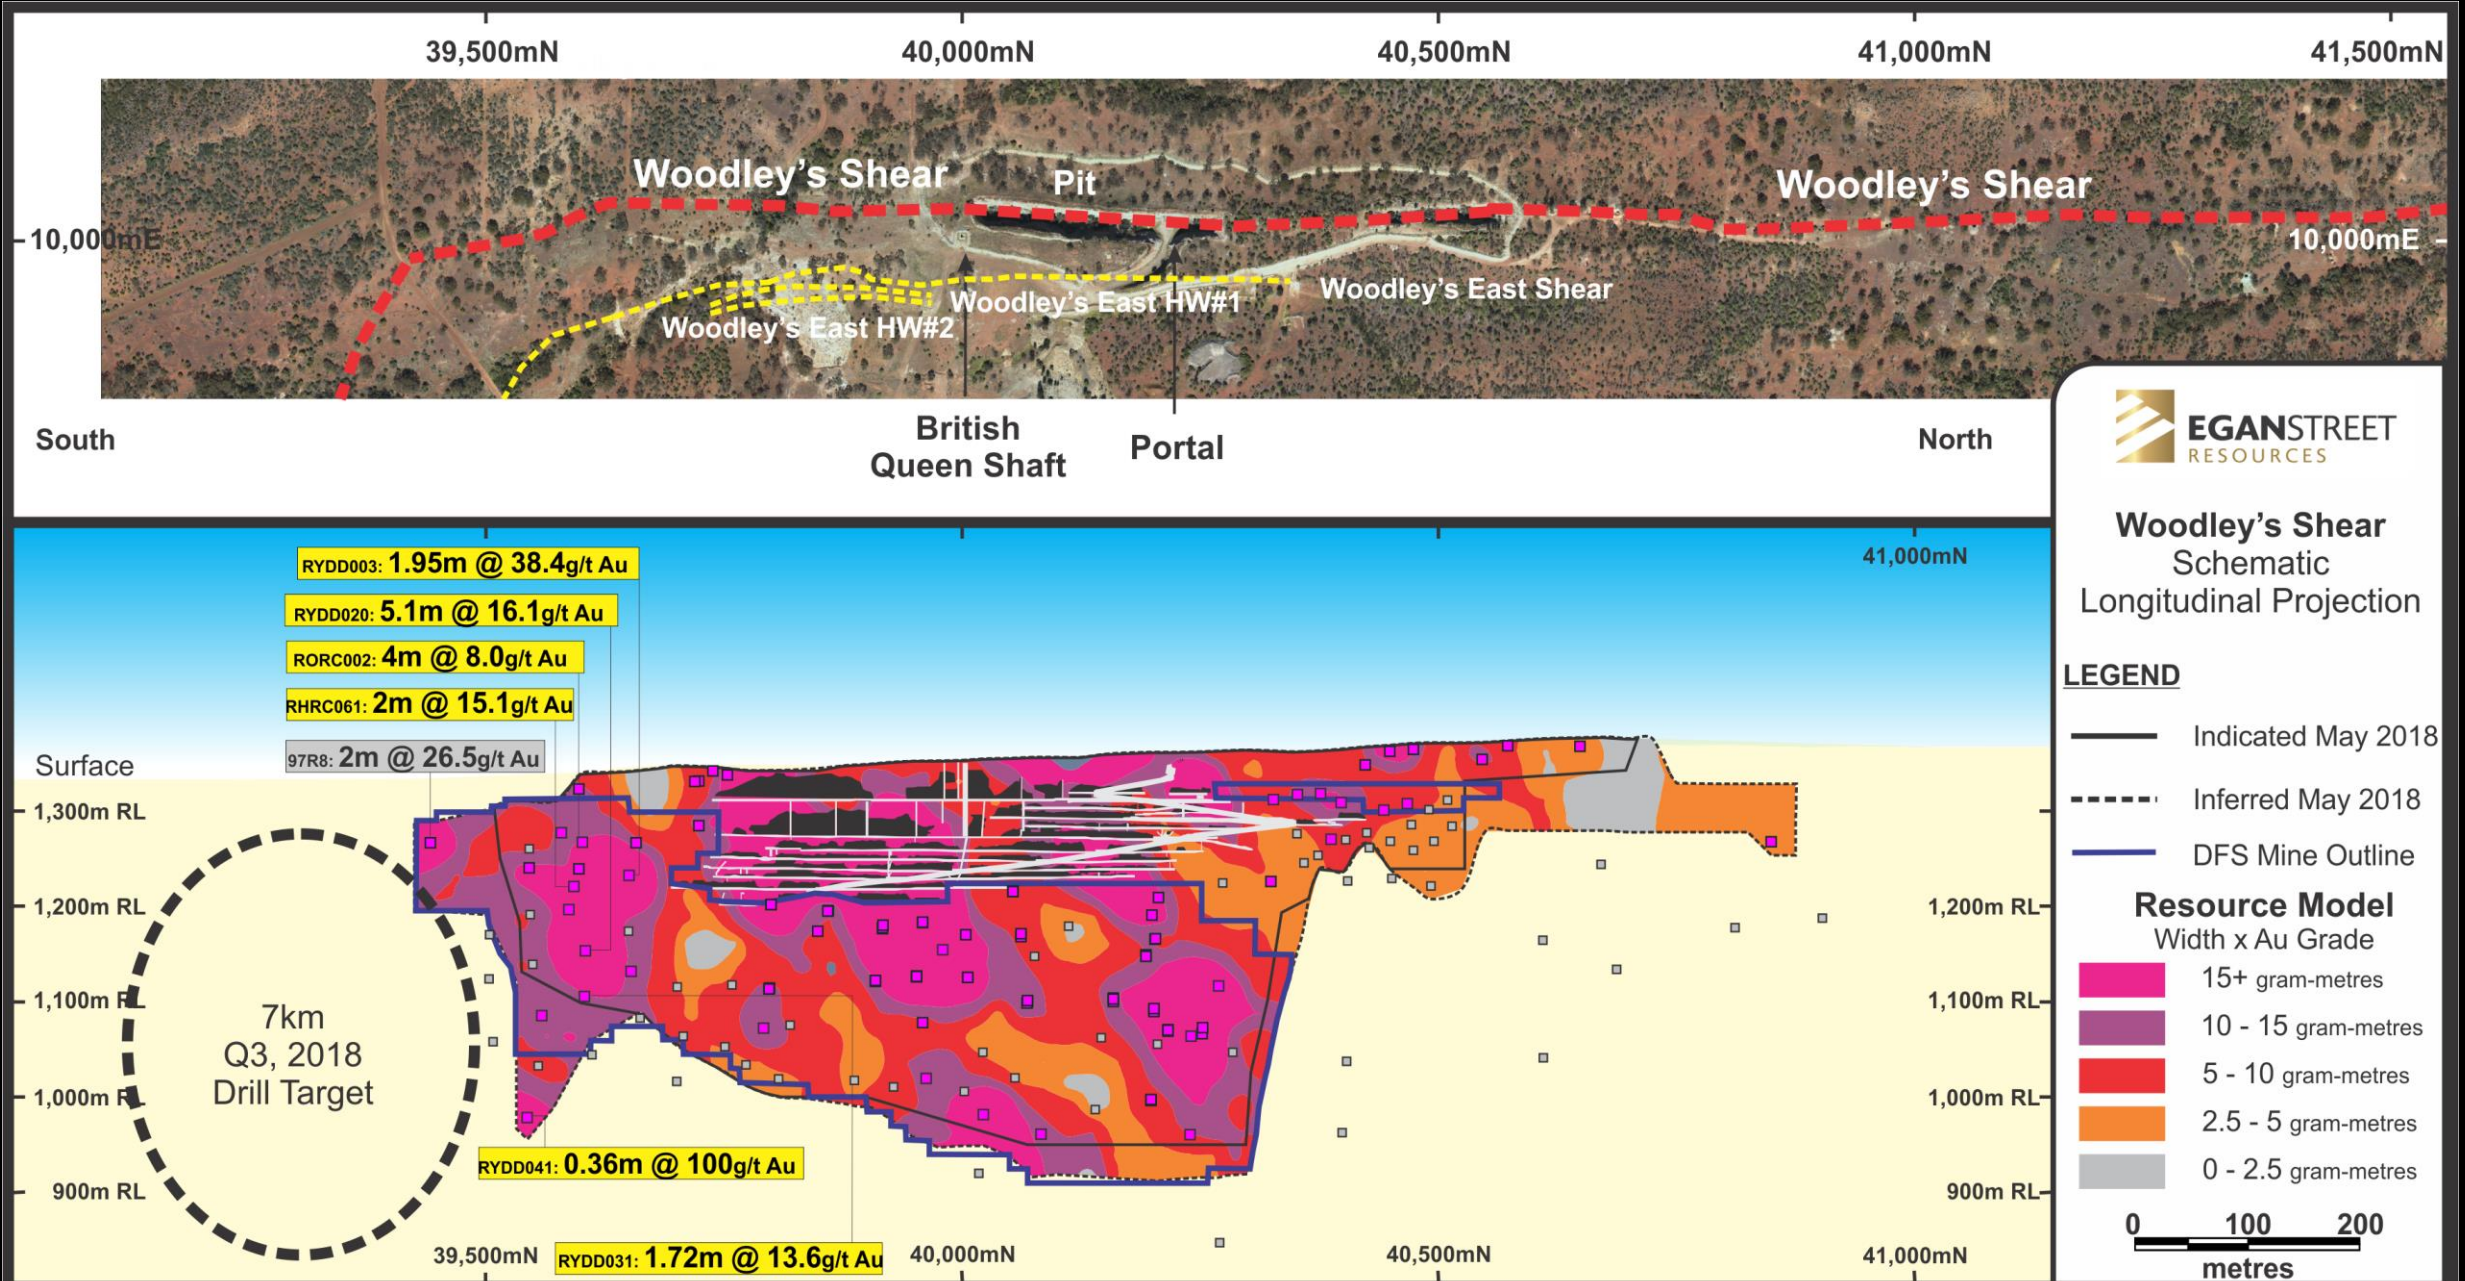 39,500mN
40,000mN
40,500mN
41,000mN
41,500mN
Woodley's Shear
Pit
Woodley's Shear
10,000mE
10,000mE
Woodley's East HW#1
Woodley's East Shear
Woodley's East HW#2
South
British
Queen Shaft
Portal
North
EGANSTREET
RESOURCES
Woodley's Shear
Schematic
Longitudinal Projection
LEGEND
Indicated May 2018
Inferred May 2018
DFS Mine Outline
Resource Model
Width x Au Grade
15+ gram-metres
10 - 15 gram-metres
5 - 10 gram-metres
2.5 - 5 gram-metres
0 - 2.5 gram-metres
0 100 200
metres
41,000mN
RYDD003: 1.95m @ 38.4g/t Au
RYDD020: 5.1m @ 16.1g/t Au
RORC002: 4m @ 8.0g/t Au
RHRC061: 2m @ 15.1g/t Au
97R8: 2m @ 26.5g/t Au
Surface
1,300m RL
1,200m RL
1,100m RL
1,000m RL
900m RL
7km
Q3, 2018
Drill Target
1,200m RL
1,100m RL
1,000m RL
900m RL
RYDD041: 0.36m @ 100g/t Au
RYDD031: 1.72m @ 13.6g/t Au
39,500mN
40,000mN
40,500mN
41,000mN